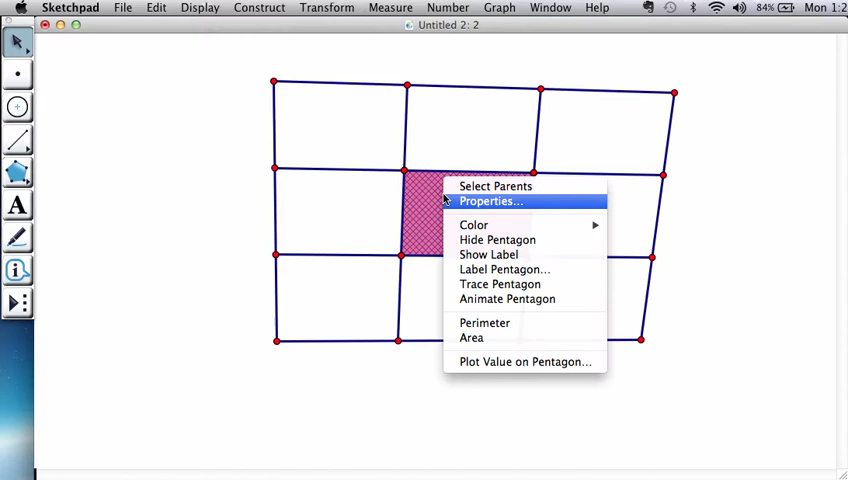 Sketchpad File Edit Display Construct Transform Measure Number Graph Window Help 84% Mon 1:2
Untitled 2: 2
A
Select Parents
Properties...
Color
Hide Pentagon
Show Label
Label Pentagon...
Trace Pentagon
Animate Pentagon
Perimeter
Area
Plot Value on Pentagon...